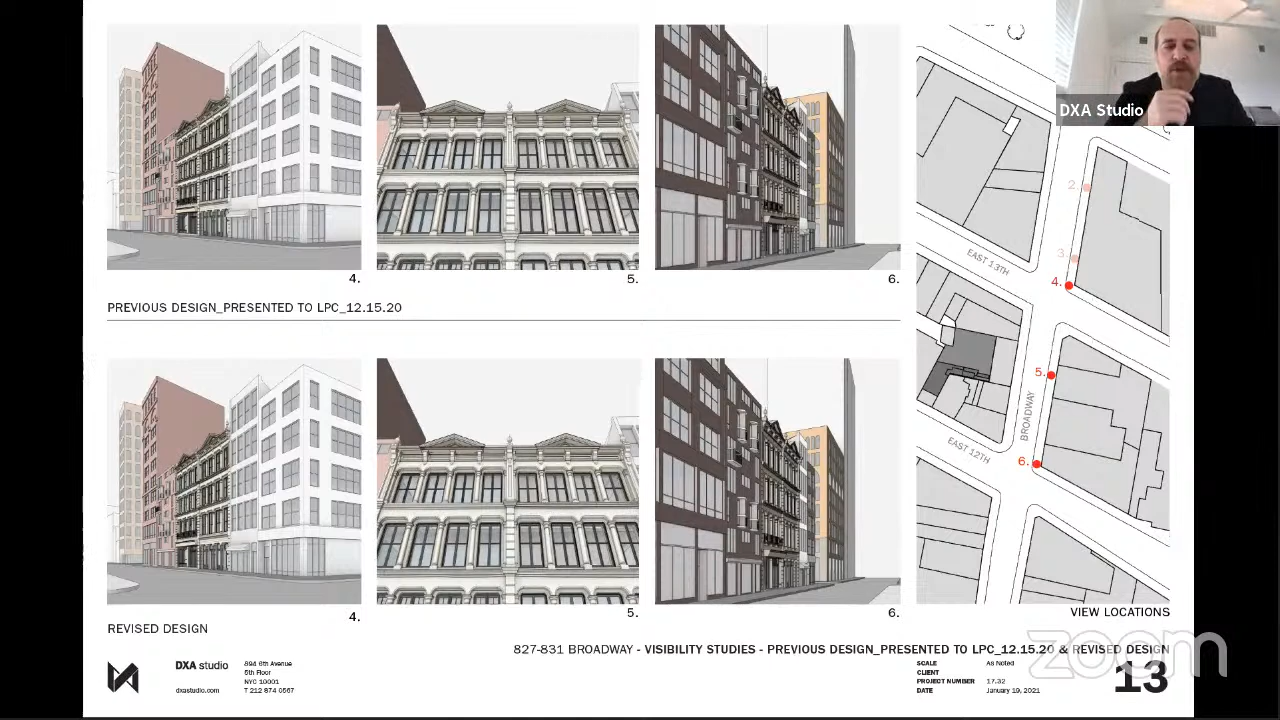 DXA Studio
4.
5.
6.
PREVIOUS DESIGN_PRESENTED TO LPC_12.15.20
4.
5.
6.
REVISED DESIGN
2.
3
4.
EAST 13TH
5.
BROADWAY
6.
EAST 12TH
VIEW LOCATIONS
827-831 BROADWAY - VISIBILITY STUDIES - PREVIOUS DESIGN_PRESENTED TO LPC_12.15.20 & REVISED DESIGN
zoom
DXA studio
dxastudio.com
894 6th Avenue
5th Floor
NYC 10001
T 212 874 0567
SCALE As Noted
CLIENT
PROJECT NUMBER 17.32
DATE January 19, 2021
13